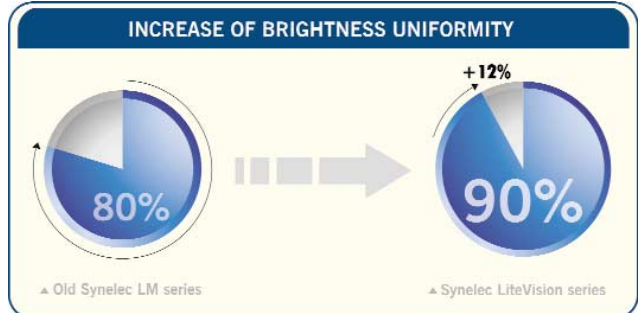 INCREASE OF BRIGHTNESS UNIFORMITY
+12%
80%
90%
▲ Old Synelec LM series
▲ Synelec LiteVision series